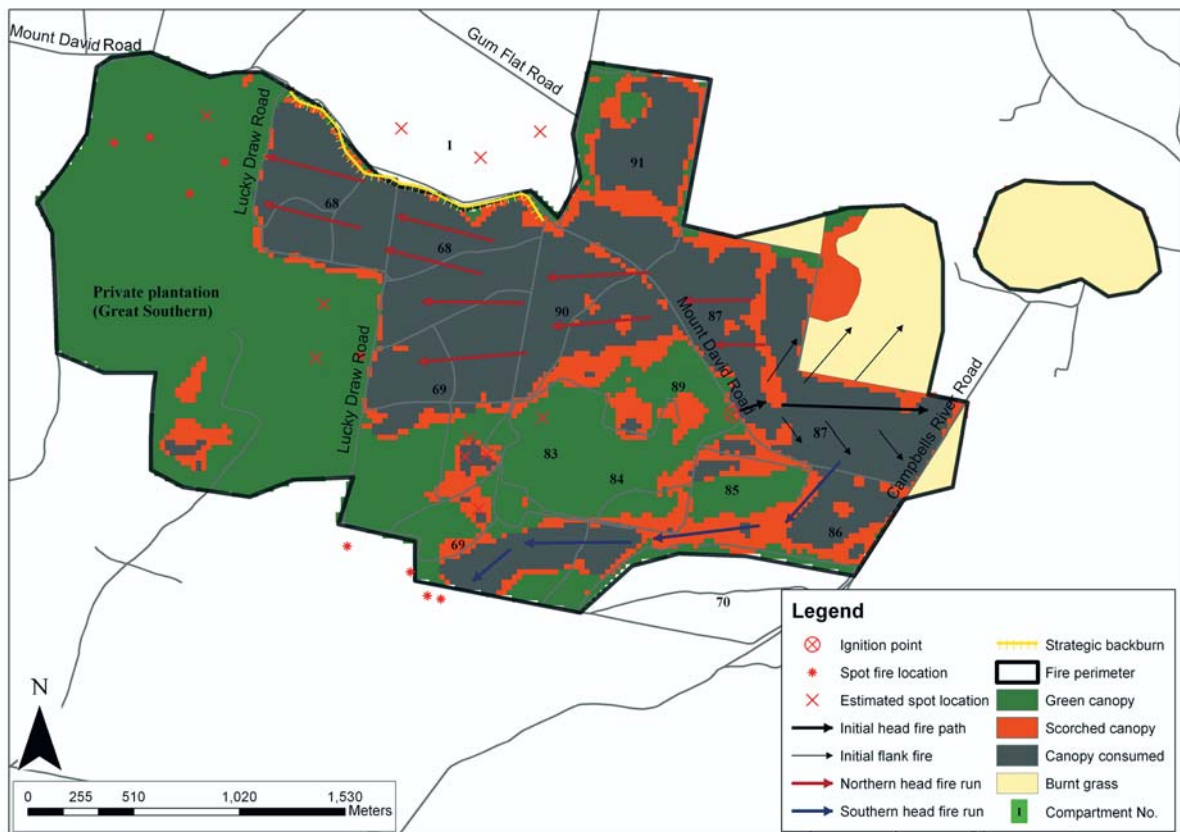 Mount David Road
Gum Flat Road
Lucky Draw Road
1
91
68
68
Private plantation
(Great Southern)
90
87
Mount David Road
Lucky Draw Road
69
89
87
Campbells River Road
83
84
85
86
69
70
N
0 255 510 1,020 1,530
Meters
Legend
Ignition point
Spot fire location
Estimated spot location
Initial head fire path
Initial flank fire
Northern head fire run
Southern head fire run
Strategic backburn
Fire perimeter
Green canopy
Scorched canopy
Canopy consumed
Burnt grass
1 Compartment No.